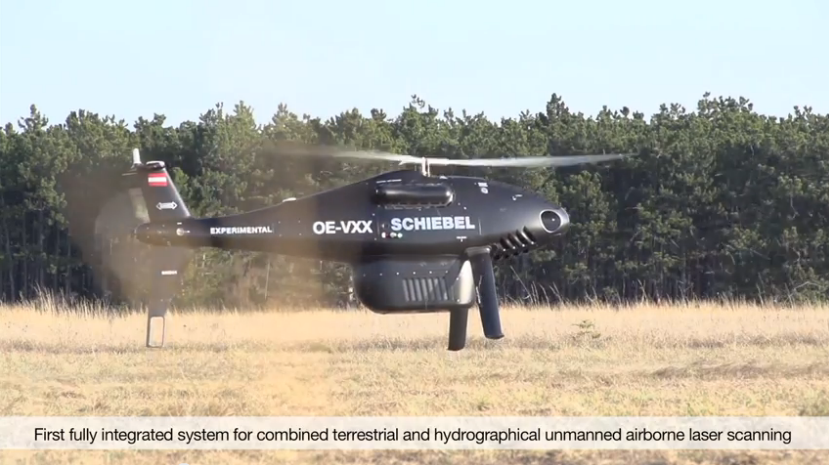 EXPERIMENTAL OE-VXX SCHIEBEL
First fully integrated system for combined terrestrial and hydrographical unmanned airborne laser scanning